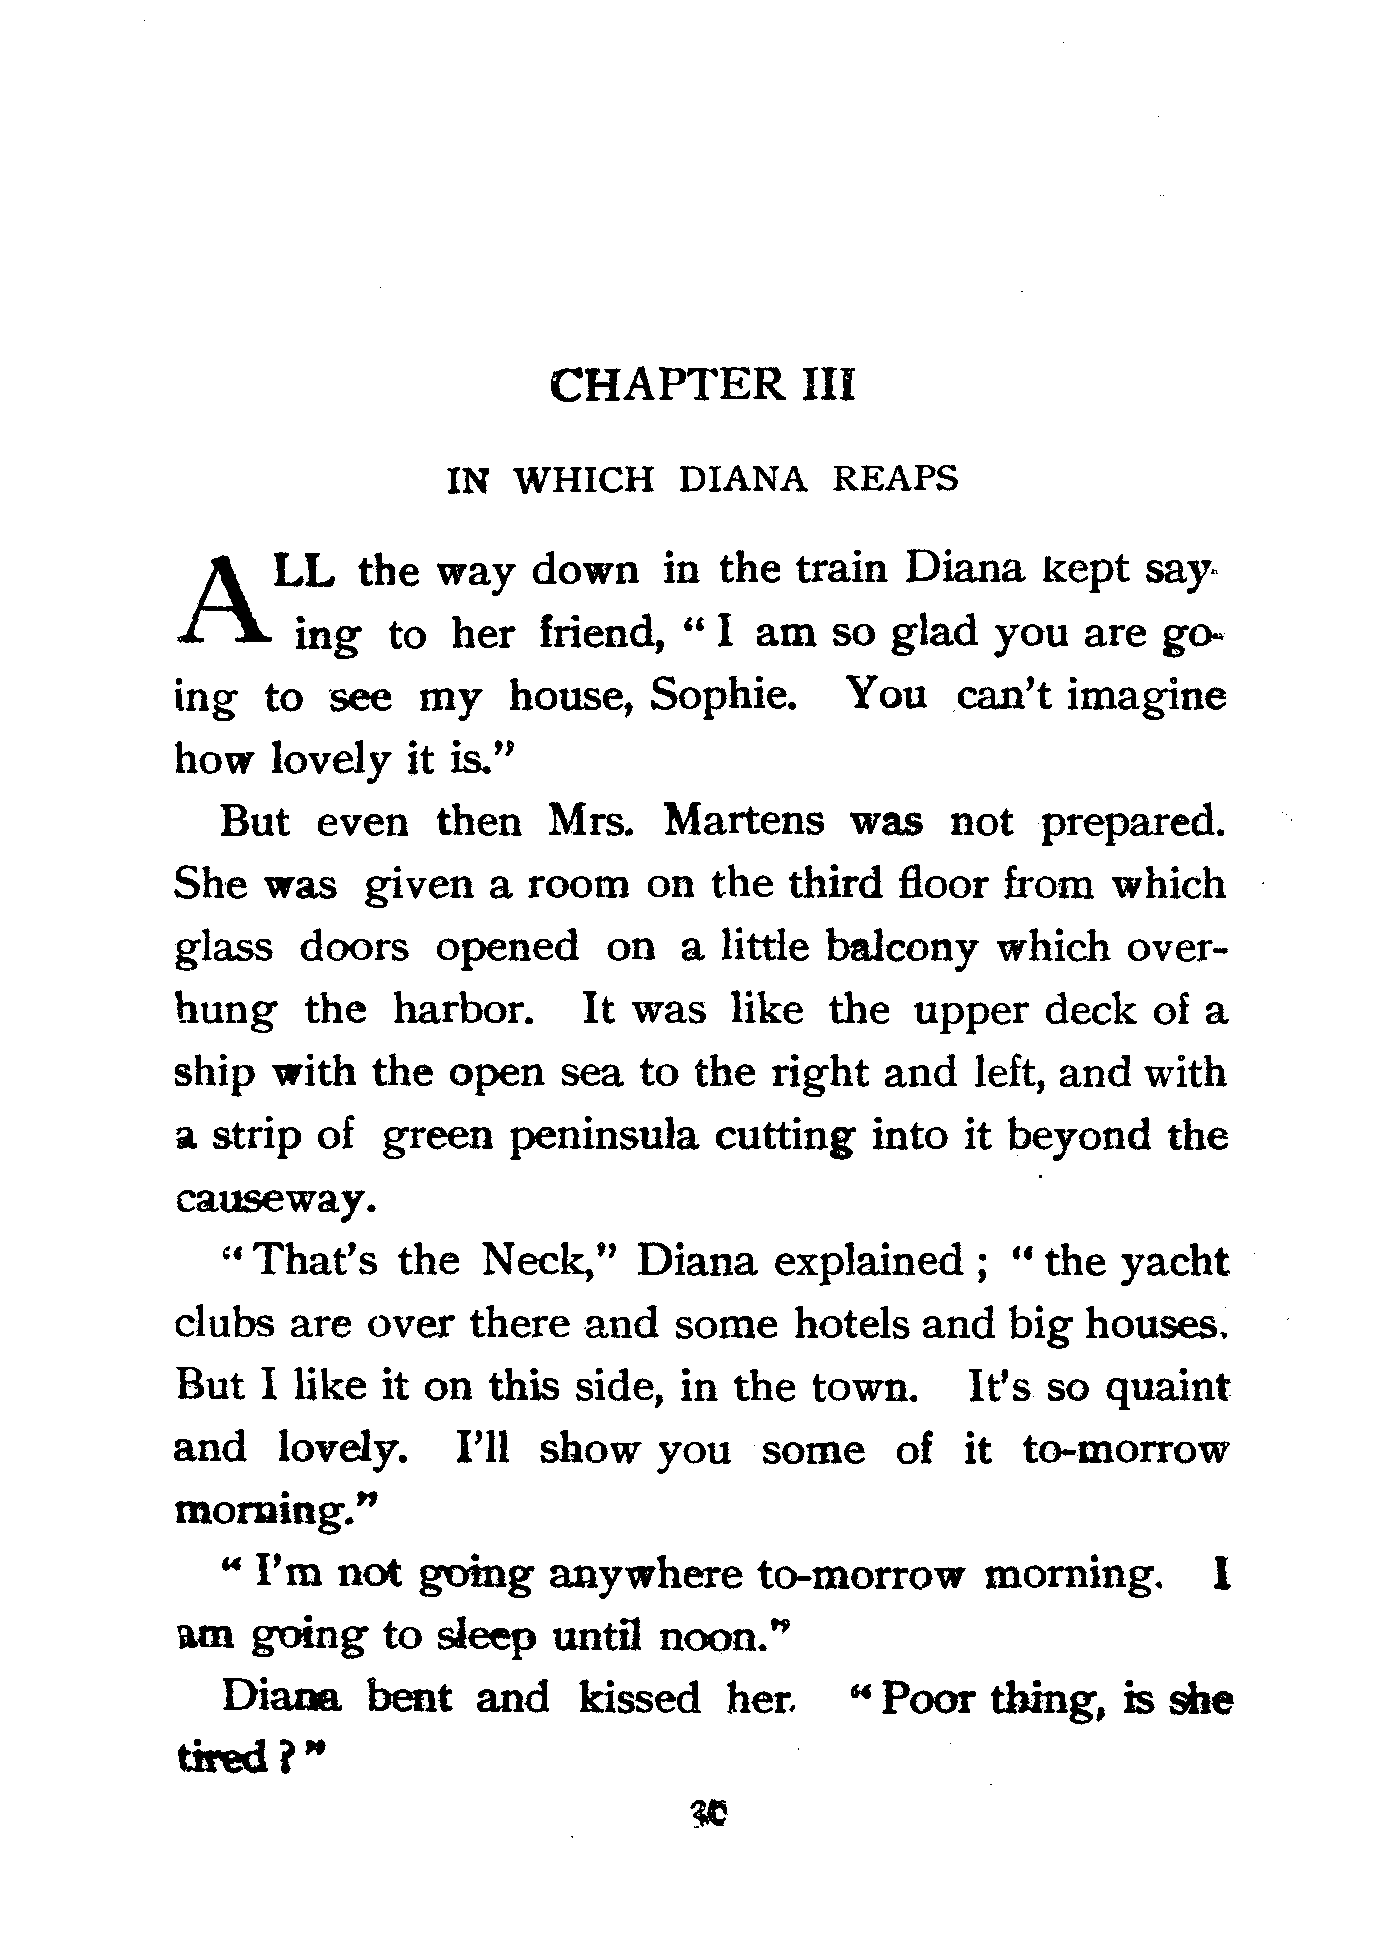 CHAPTER III
IN WHICH DIANA REAPS
ALL the way down in the train Diana kept say-
ing to her friend, “ I am so glad you are go-
ing to see my house, Sophie. You can’t imagine
how lovely it is.”
But even then Mrs. Martens was not prepared.
She was given a room on the third floor from which
glass doors opened on a little balcony which over-
hung the harbor. It was like the upper deck of a
ship with the open sea to the right and left, and with
a strip of green peninsula cutting into it beyond the
causeway.
“ That’s the Neck,” Diana explained ; “ the yacht
clubs are over there and some hotels and big houses.
But I like it on this side, in the town. It’s so quaint
and lovely. I’ll show you some of it to-morrow
morning.”
“ I’m not going anywhere to-morrow morning. I
am going to sleep until noon.”
Diana bent and kissed her. “ Poor thing, is she
tired ? ”